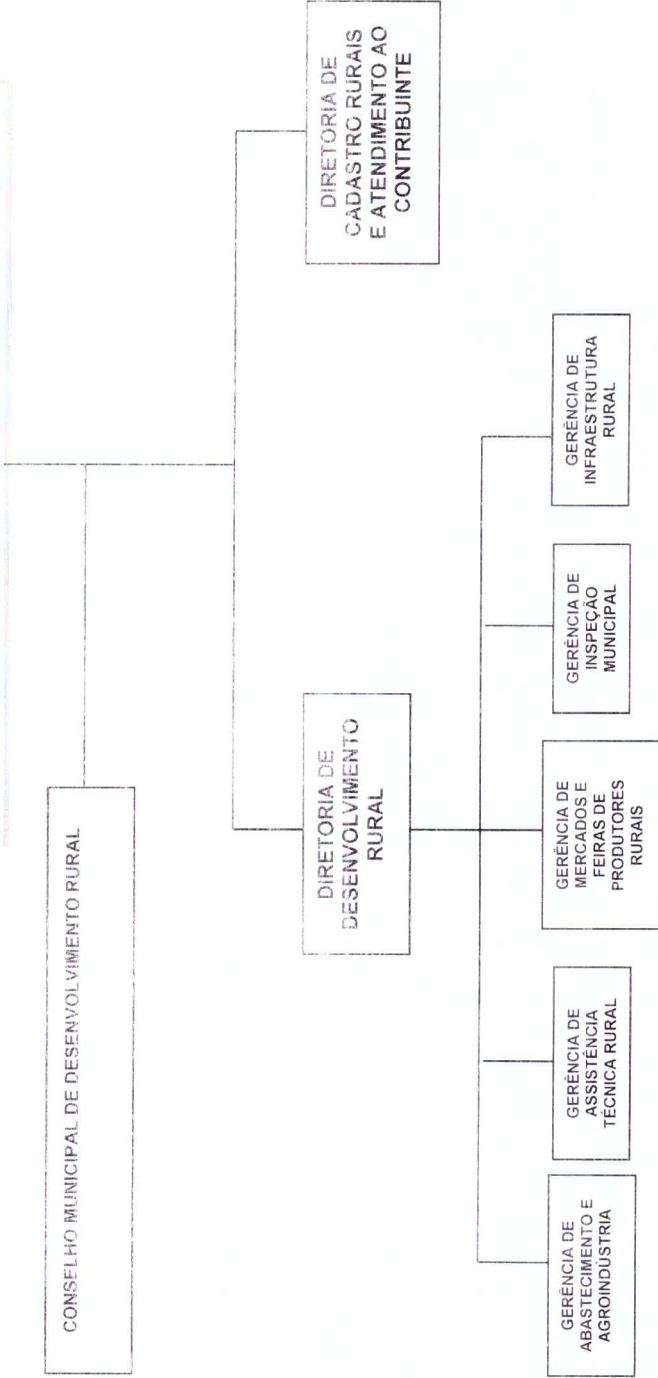 CONSELHO MUNICIPAL DE DESENVOLVIMENTO RURAL
DIRETORIA DE
DESENVOLVIMENTO
RURAL
DIRETORIA DE
CADASTRO RURAIS
E ATENDIMENTO AO
CONTRIBUINTE
GERÊNCIA DE
ABASTECIMENTO E
AGROINDÚSTRIA
GERÊNCIA DE
ASSISTÊNCIA
TÉCNICA RURAL
GERÊNCIA DE
MERCADOS E
FEIRAS DE
PRODUTORES
RURAIS
GERÊNCIA DE
INSPEÇÃO
MUNICIPAL
GERÊNCIA DE
INFRAESTRUTURA
RURAL